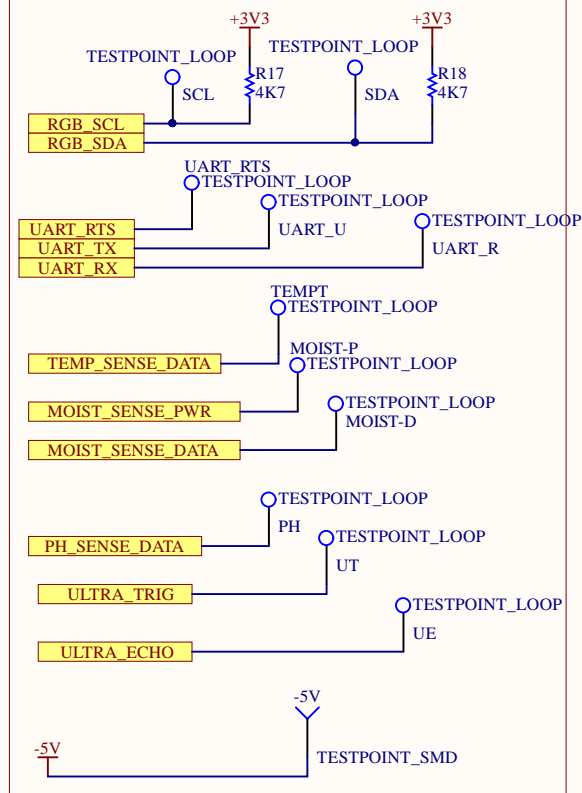 +3V3
+3V3
TESTPOINT_LOOP
TESTPOINT_LOOP
R17
4K7
R18
4K7
SCL
SDA
RGB_SCL
RGB_SDA
UART_RTS
TESTPOINT_LOOP
TESTPOINT_LOOP
TESTPOINT_LOOP
UART_RTS
UART_U
UART_TX
UART_R
UART_RX
TEMPT
TESTPOINT_LOOP
MOIST-P
TEMP_SENSE_DATA
TESTPOINT_LOOP
MOIST_SENSE_PWR
TESTPOINT_LOOP
MOIST-D
MOIST_SENSE_DATA
TESTPOINT_LOOP
PH
PH_SENSE_DATA
TESTPOINT_LOOP
UT
ULTRA_TRIG
TESTPOINT_LOOP
UE
ULTRA_ECHO
-5V
-5V
TESTPOINT_SMD